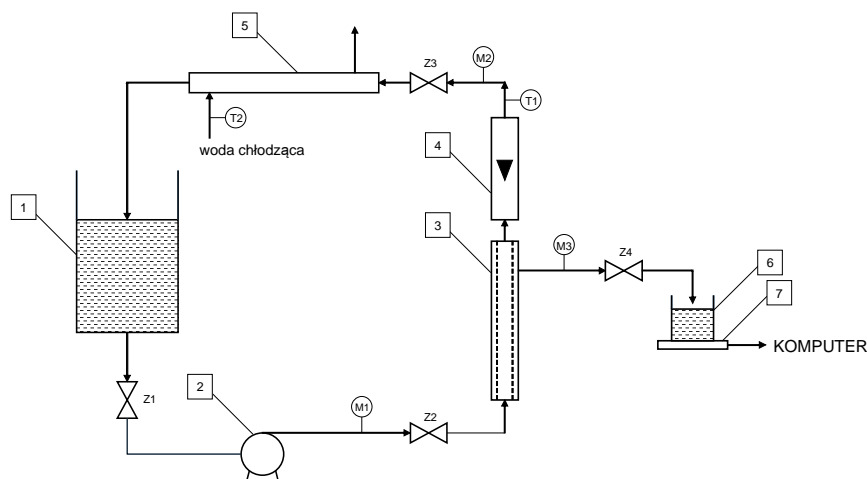 5
Z3
M2
T1
T2
woda chłodząca
4
1
3
M3
Z4
6
7
KOMPUTER
Z1
2
M1
Z2